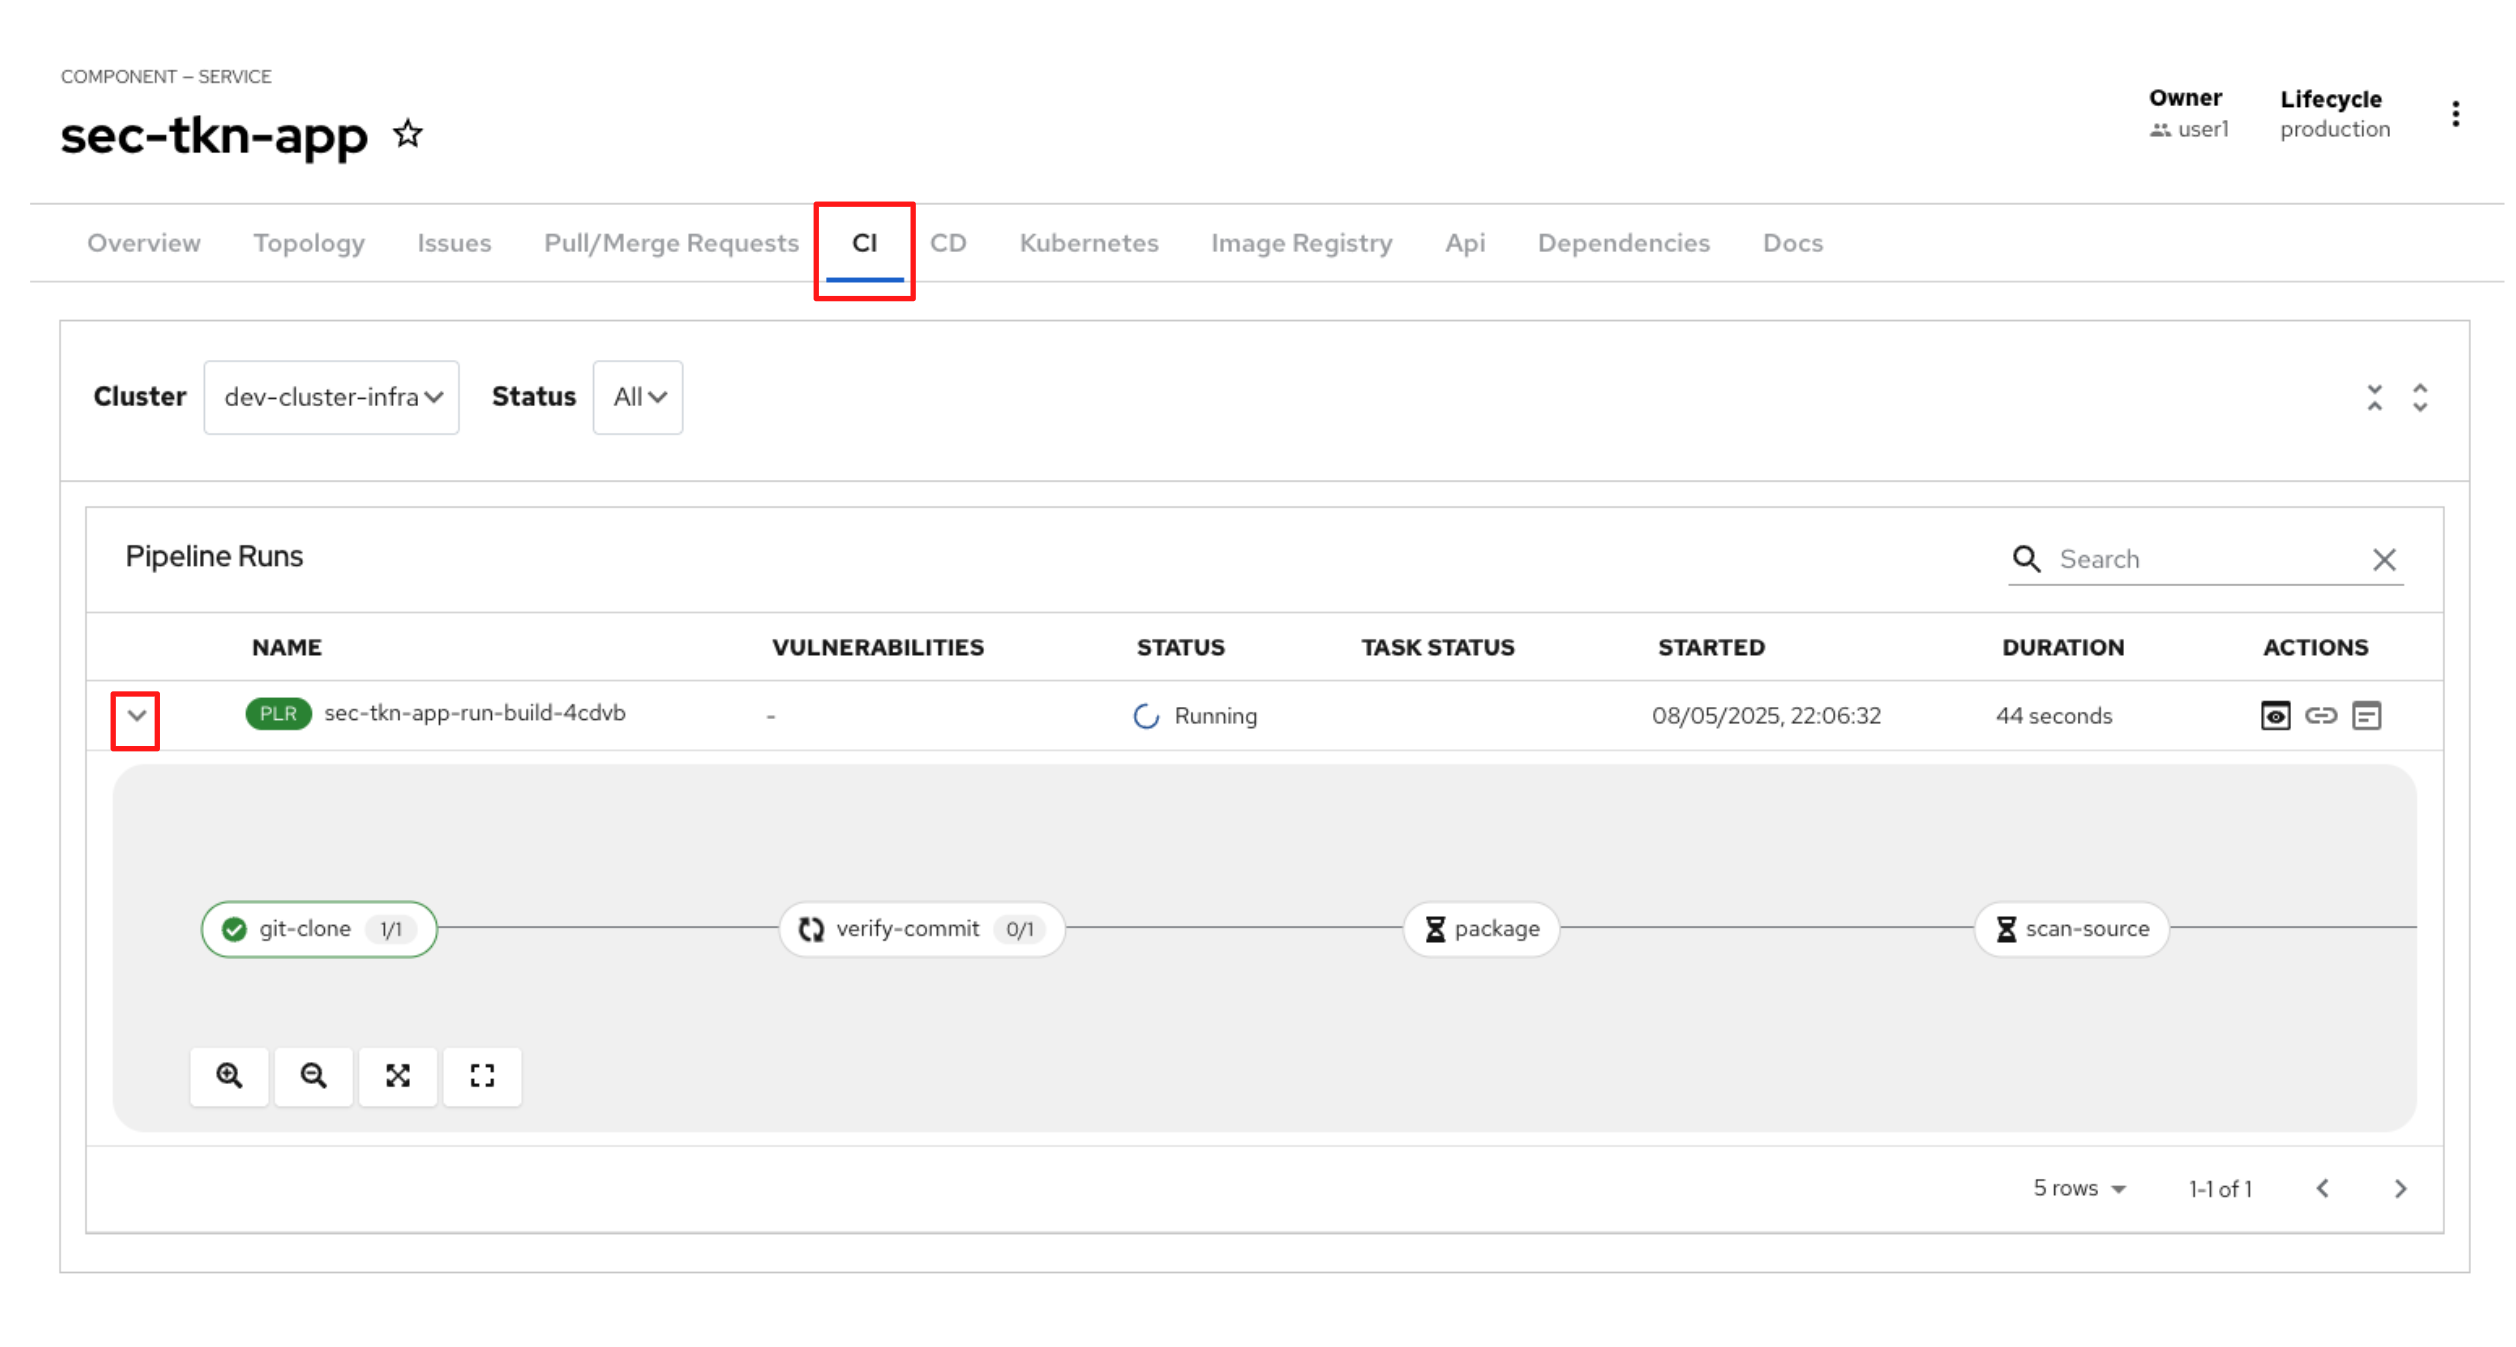 COMPONENT – SERVICE
sec-tkn-app
Owner
user1
Lifecycle
production
Overview Topology Issues Pull/Merge Requests CI CD Kubernetes Image Registry Api Dependencies Docs
Cluster dev-cluster-infra Status All
Pipeline Runs
Search
NAME VULNERABILITIES STATUS TASK STATUS STARTED DURATION ACTIONS
PLR sec-tkn-app-run-build-4cdvb - Running 08/05/2025, 22:06:32 44 seconds
git-clone 1/1 verify-commit 0/1 package scan-source
5 rows 1-1 of 1